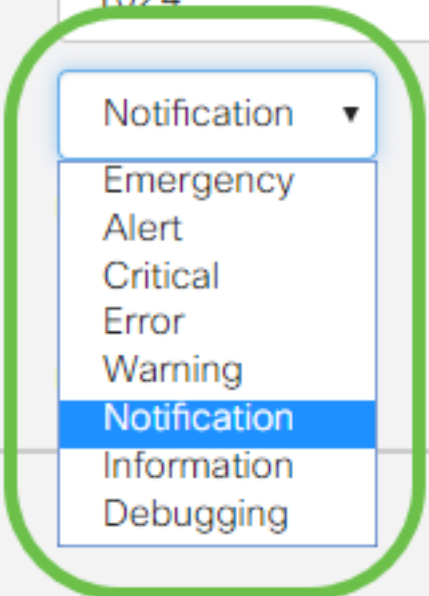 Notification
Emergency
Alert
Critical
Error
Warning
Notification
Information
Debugging